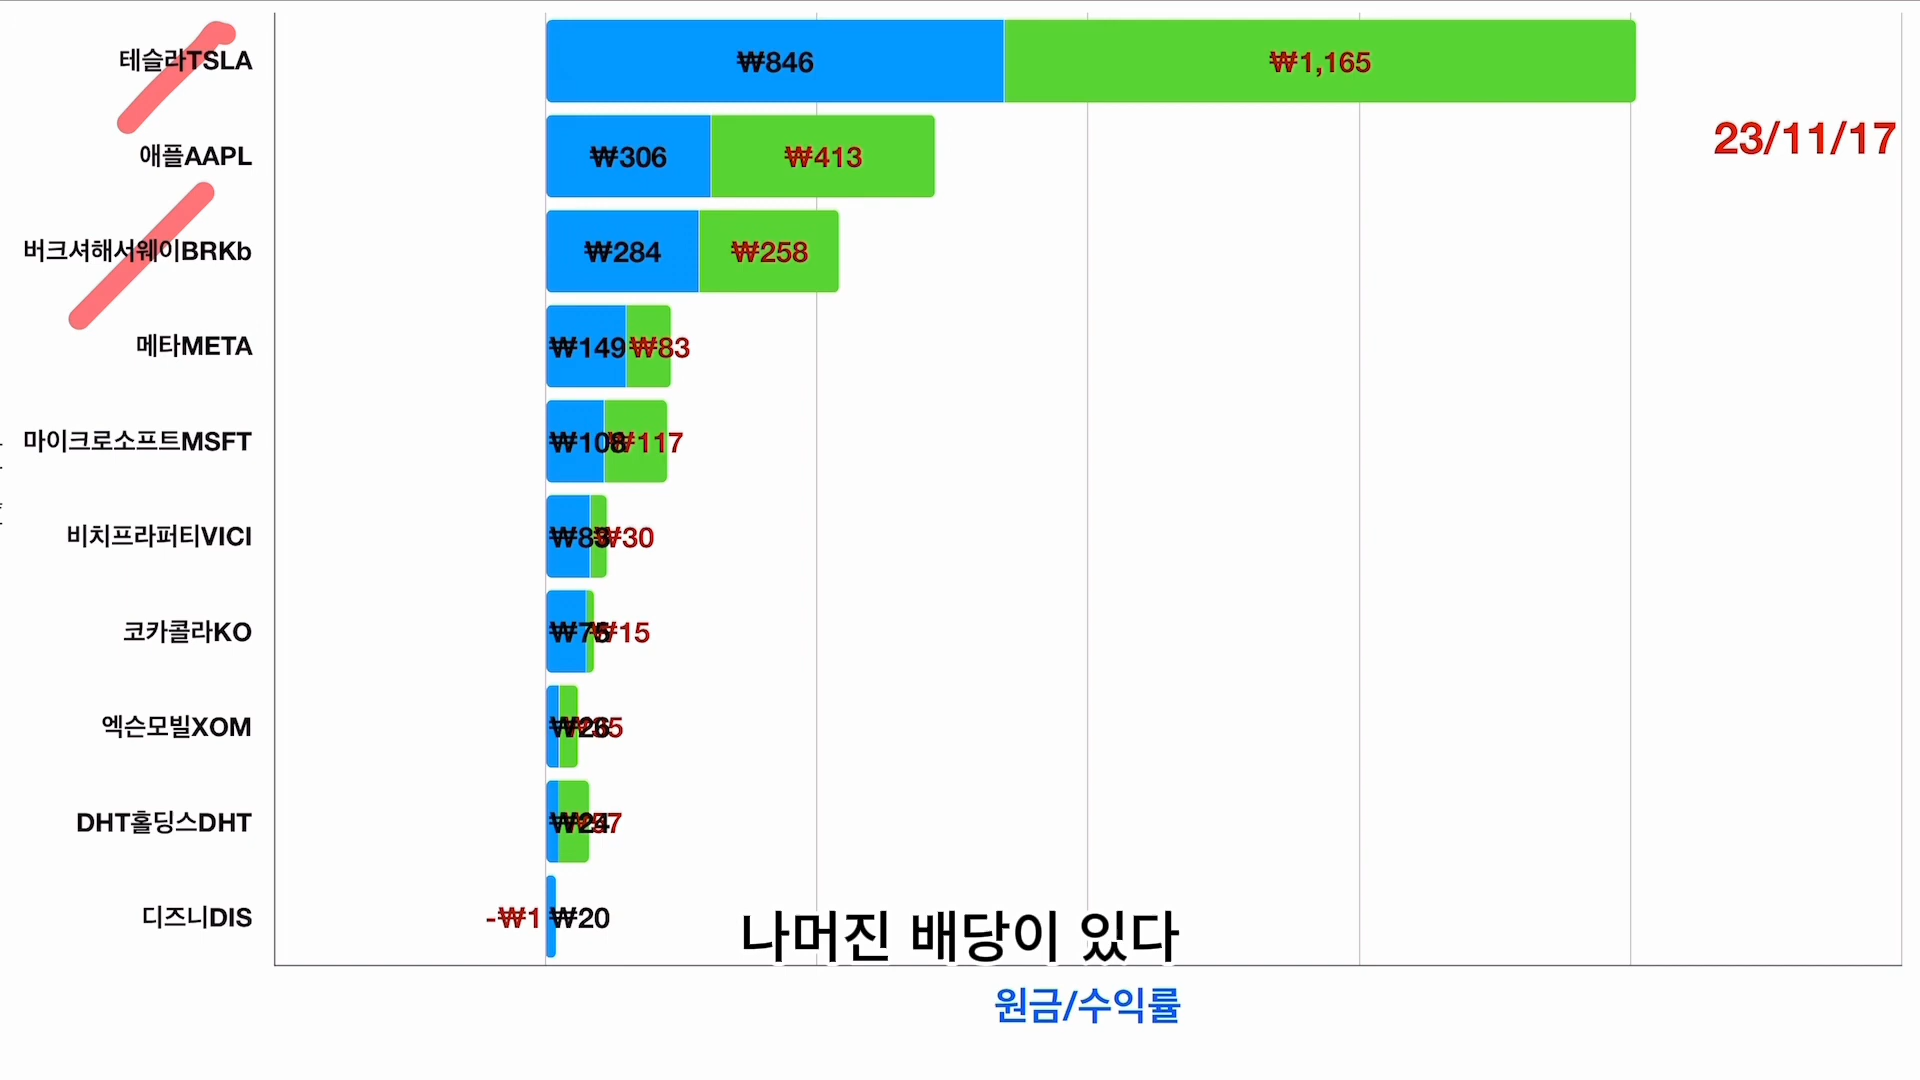 테슬라TSLA ₩846 ₩1,165
23/11/17
애플AAPL ₩306 ₩413
버크셔해서웨이BRKb ₩284 ₩258
메타META ₩149 ₩83
마이크로소프트MSFT ₩108 ₩117
비치프라퍼티VICI ₩83 ₩30
코카콜라KO ₩15
엑슨모빌XOM ₩26
DHT홀딩스DHT ₩24
디즈니DIS -₩1 ₩20
나머진 배당이 있다
원금/수익률